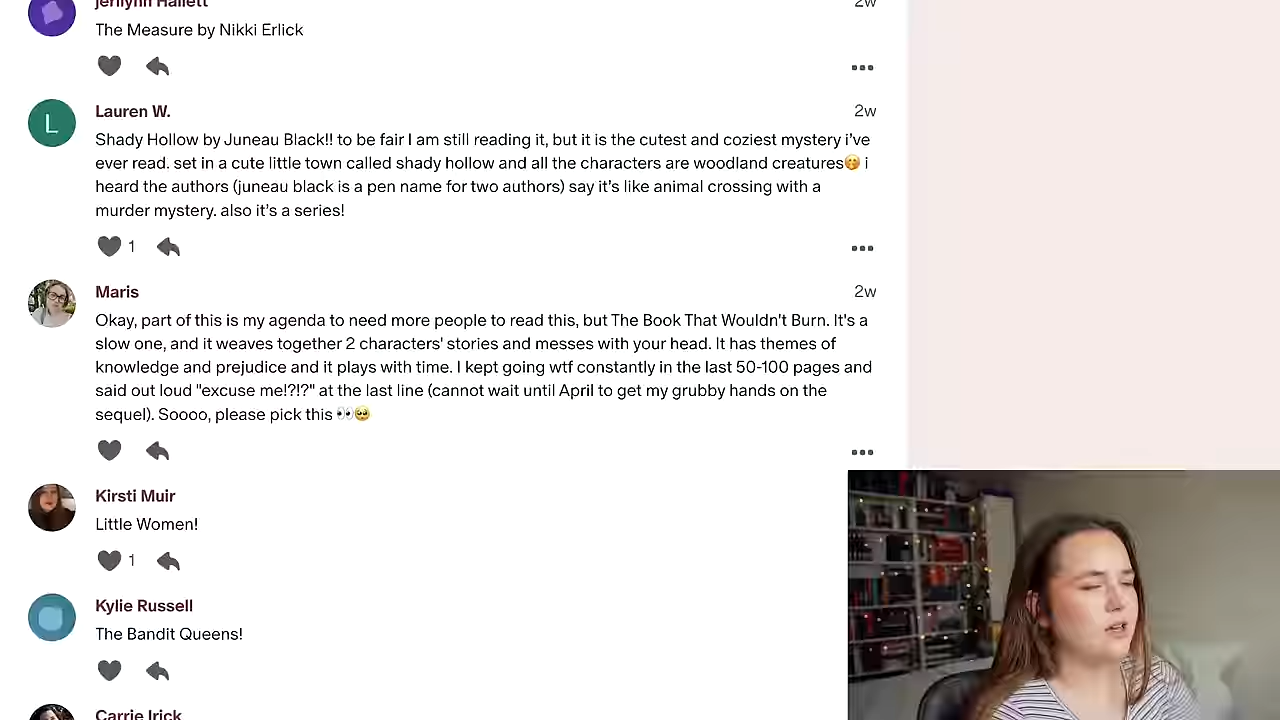 jerilynn Hallett
2w
The Measure by Nikki Erlick
L
Lauren W.
2w
Shady Hollow by Juneau Black!! to be fair I am still reading it, but it is the cutest and coziest mystery i've
ever read. set in a cute little town called shady hollow and all the characters are woodland creatures🤭 i
heard the authors (juneau black is a pen name for two authors) say it's like animal crossing with a
murder mystery. also it's a series!
1
Maris
2w
Okay, part of this is my agenda to need more people to read this, but The Book That Wouldn't Burn. It's a
slow one, and it weaves together 2 characters' stories and messes with your head. It has themes of
knowledge and prejudice and it plays with time. I kept going wtf constantly in the last 50-100 pages and
said out loud "excuse me!?!?" at the last line (cannot wait until April to get my grubby hands on the
sequel). Soooo, please pick this 👀🥺
Kirsti Muir
Little Women!
1
Kylie Russell
The Bandit Queens!
Carrie Irick